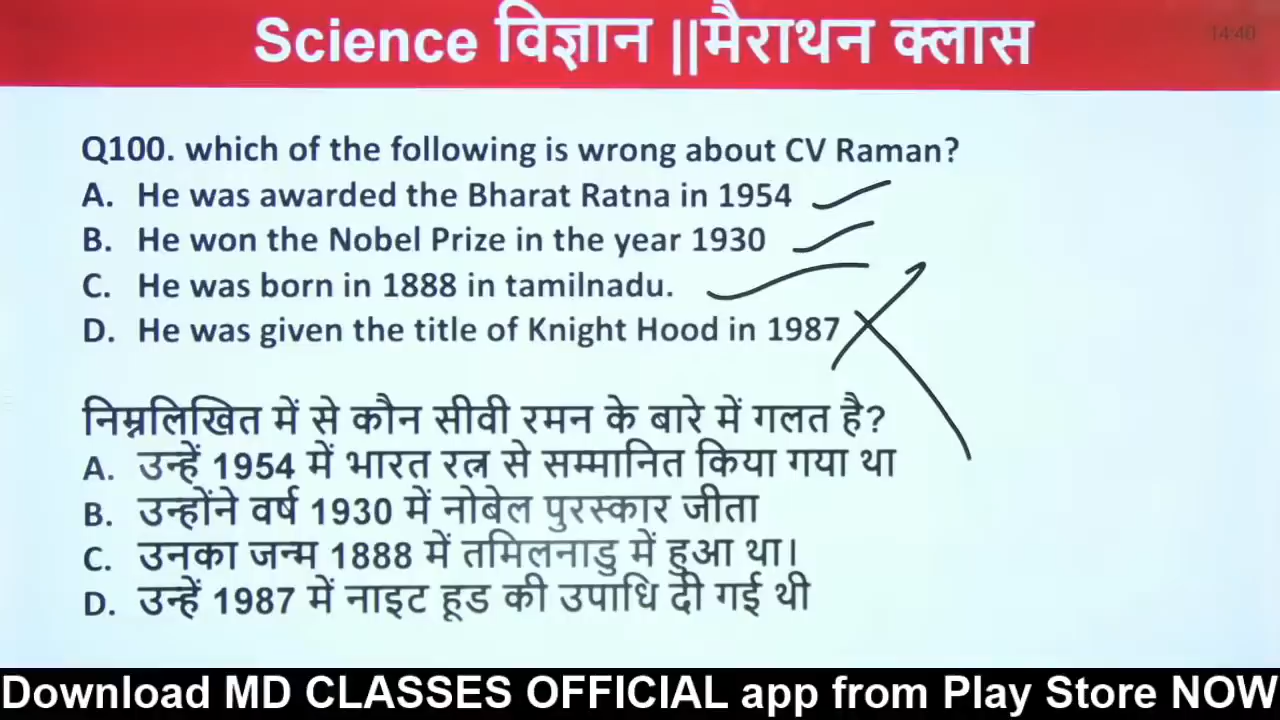 Science विज्ञान ||मैराथन क्लास
14:40
Q100. which of the following is wrong about CV Raman?
A. He was awarded the Bharat Ratna in 1954
B. He won the Nobel Prize in the year 1930
C. He was born in 1888 in tamilnadu.
D. He was given the title of Knight Hood in 1987
निम्नलिखित में से कौन सीवी रमन के बारे में गलत है?
A. उन्हें 1954 में भारत रत्न से सम्मानित किया गया था
B. उन्होंने वर्ष 1930 में नोबेल पुरस्कार जीता
C. उनका जन्म 1888 में तमिलनाडु में हुआ था।
D. उन्हें 1987 में नाइट हूड की उपाधि दी गई थी
Download MD CLASSES OFFICIAL app from Play Store NOW